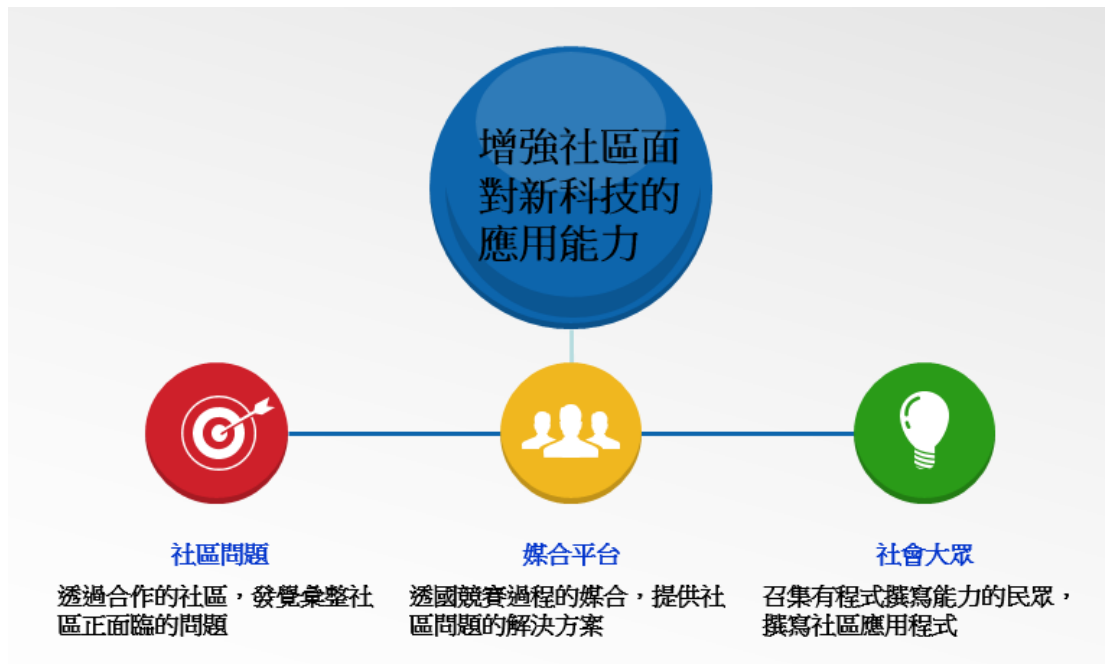 增強社區面
對新科技的
應用能力
社區問題
透過合作的社區，發覺彙整社
區正面臨的問題
媒合平台
透國競賽過程的媒合，提供社
區問題的解決方案
社會大眾
召集有程式撰寫能力的民眾，
撰寫社區應用程式